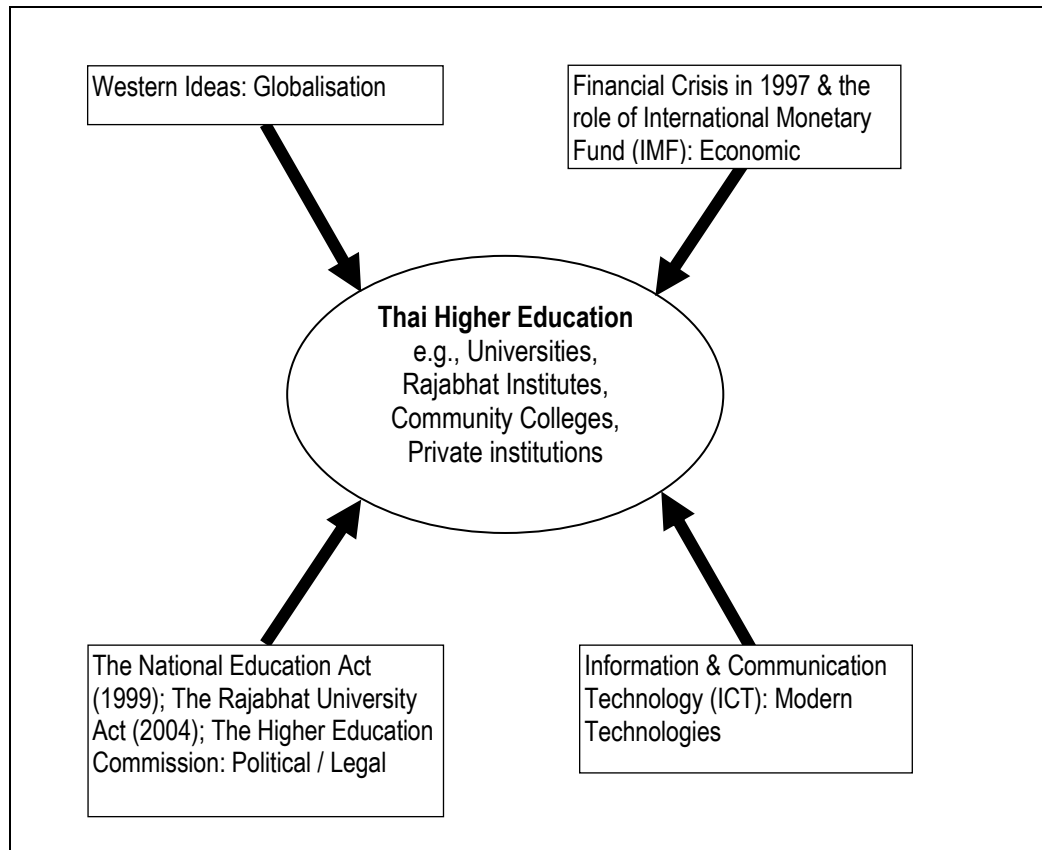 Western Ideas: Globalisation
Financial Crisis in 1997 & the
role of International Monetary
Fund (IMF): Economic
Thai Higher Education
e.g., Universities,
Rajabhat Institutes,
Community Colleges,
Private institutions
The National Education Act
(1999); The Rajabhat University
Act (2004); The Higher Education
Commission: Political / Legal
Information & Communication
Technology (ICT): Modern
Technologies